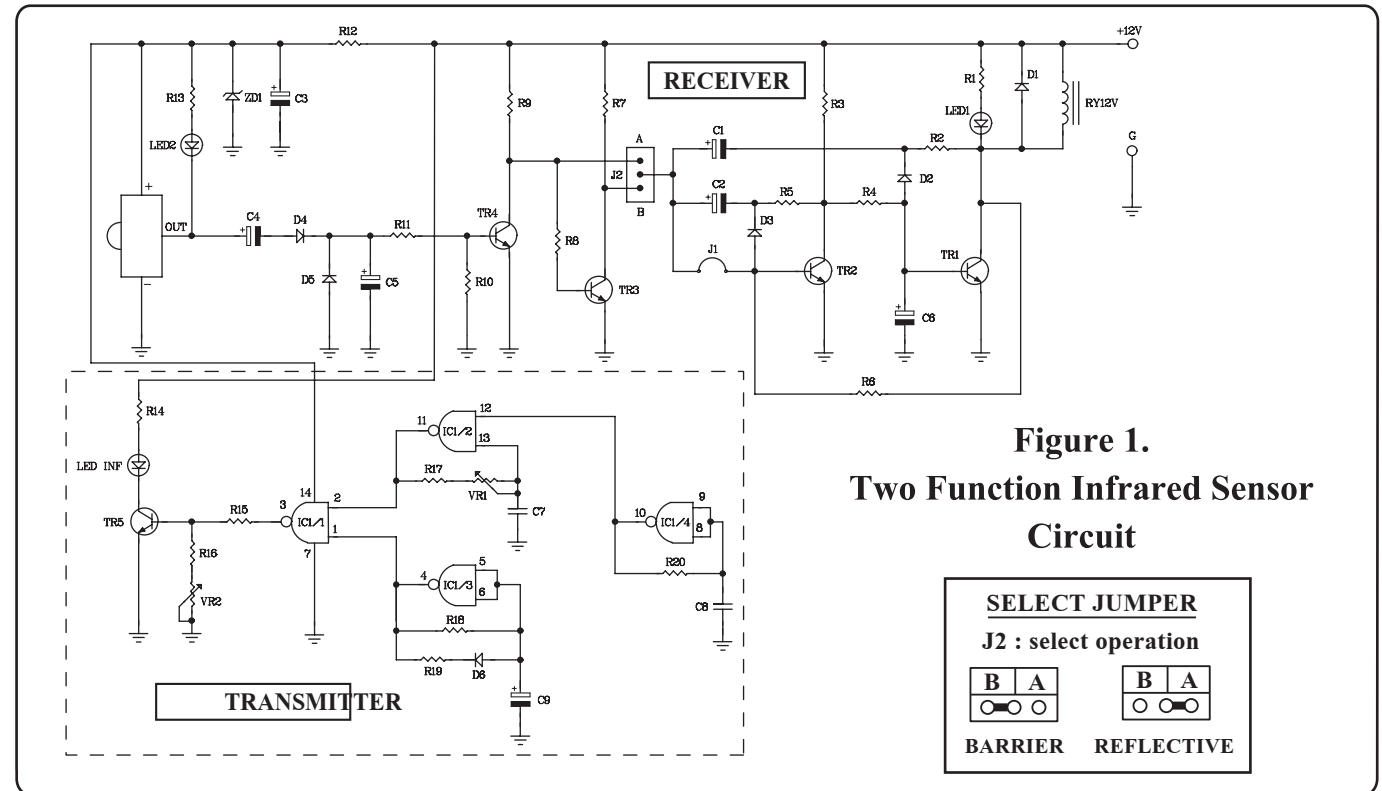 R12
+12V
RECEIVER
R13
ZD1
C3
R9
R7
R3
R1
D1
RY12V
LED1
LED2
A
J2
B
C1
R2
G
C2
D2
R5
R4
D3
+
OUT
-
C4
D4
R11
TR4
R8
J1
TR2
TR1
D5
C5
R10
TR3
C6
R6
R14
LED INF
TR5
R15
R16
VR2
3
14
IC1/1
7
2
1
11
IC1/2
12
13
R17
VR1
C7
10
IC1/4
9
8
R20
C8
4
IC1/3
5
6
R18
R19
D6
C9
TRANSMITTER
Figure 1.
Two Function Infrared Sensor
Circuit
SELECT JUMPER
J2 : select operation
B A
B A
BARRIER REFLECTIVE